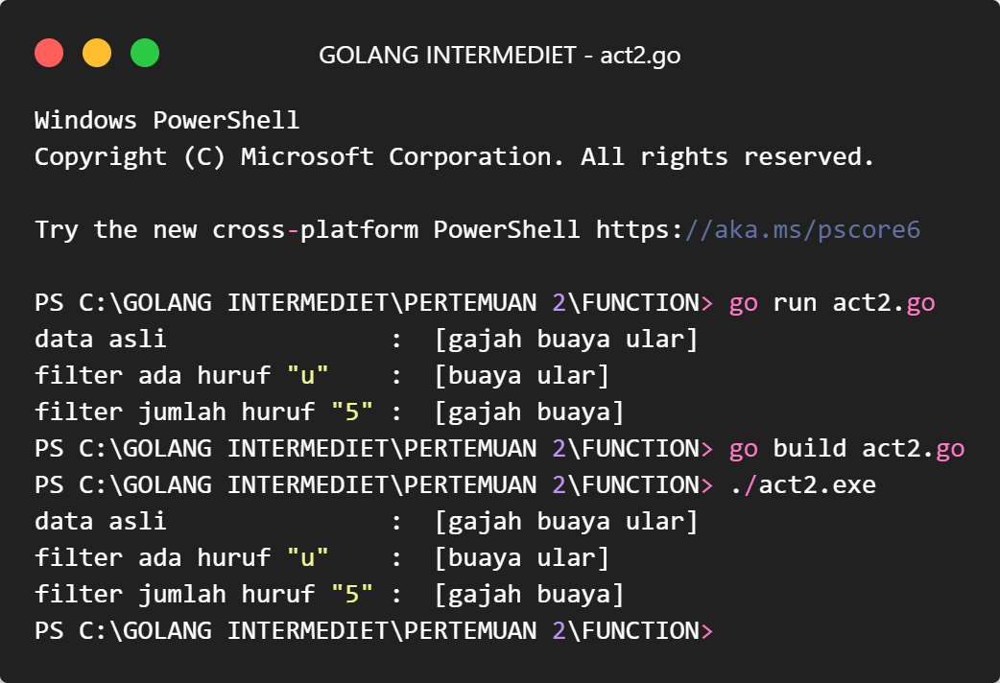 GOLANG INTERMEDIET - act2.go
Windows PowerShell
Copyright (C) Microsoft Corporation. All rights reserved.
Try the new cross-platform PowerShell https://aka.ms/pscore6
PS C:\GOLANG INTERMEDIET\PERTEMUAN 2\FUNCTION> go run act2.go
data asli               :  [gajah buaya ular]
filter ada huruf "u"    :  [buaya ular]
filter jumlah huruf "5" :  [gajah buaya]
PS C:\GOLANG INTERMEDIET\PERTEMUAN 2\FUNCTION> go build act2.go
PS C:\GOLANG INTERMEDIET\PERTEMUAN 2\FUNCTION> ./act2.exe
data asli               :  [gajah buaya ular]
filter ada huruf "u"    :  [buaya ular]
filter jumlah huruf "5" :  [gajah buaya]
PS C:\GOLANG INTERMEDIET\PERTEMUAN 2\FUNCTION>